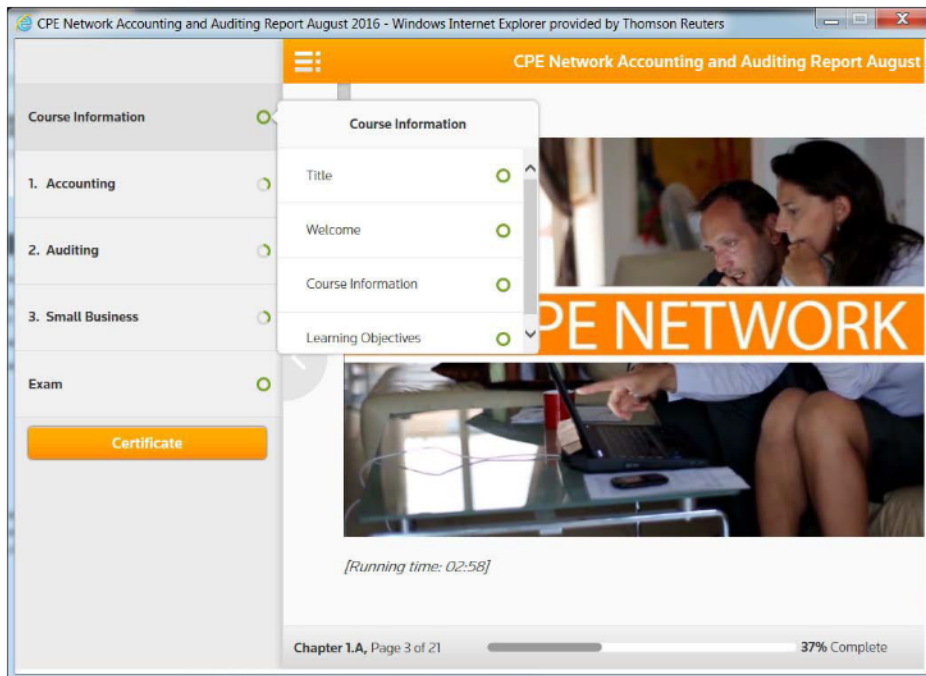 CPE Network Accounting and Auditing Report August 2016 - Windows Internet Explorer provided by Thomson Reuters
CPE Network Accounting and Auditing Report August
Course Information
1. Accounting
2. Auditing
3. Small Business
Exam
Certificate
Course Information
Title
Welcome
Course Information
Learning Objectives
PE NETWORK
[Running time: 02:58]
Chapter 1.A, Page 3 of 21
37% Complete